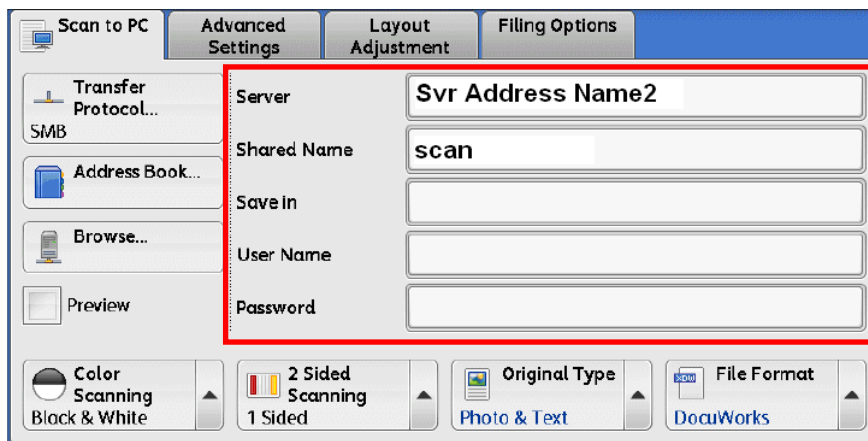 Scan to PC
Advanced
Settings
Layout
Adjustment
Filing Options
Transfer
Protocol...
SMB
Address Book...
Browse...
Preview
Server
Svr Address Name2
Shared Name
scan
Save in
User Name
Password
Color
Scanning
Black & White
2 Sided
Scanning
1 Sided
Original Type
Photo & Text
XDW
File Format
DocuWorks